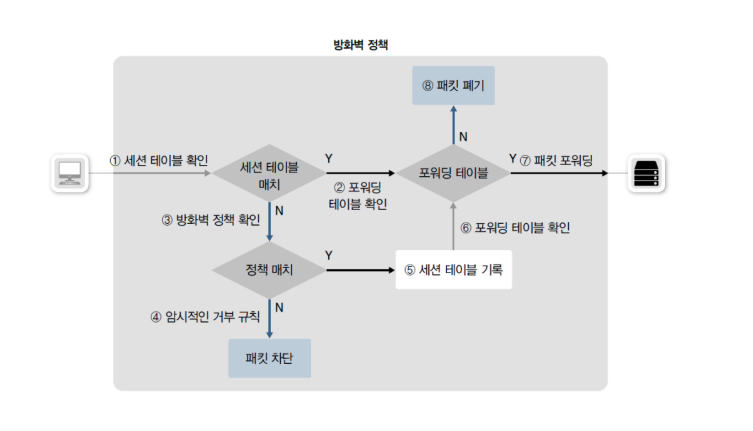 방화벽 정책
⑧ 패킷 폐기
N
① 세션 테이블 확인
세션 테이블
매치
Y
② 포워딩
테이블 확인
포워딩 테이블
Y
⑦ 패킷 포워딩
N
③ 방화벽 정책 확인
⑥ 포워딩 테이블 확인
정책 매치
Y
⑤ 세션 테이블 기록
N
④ 암시적인 거부 규칙
패킷 차단